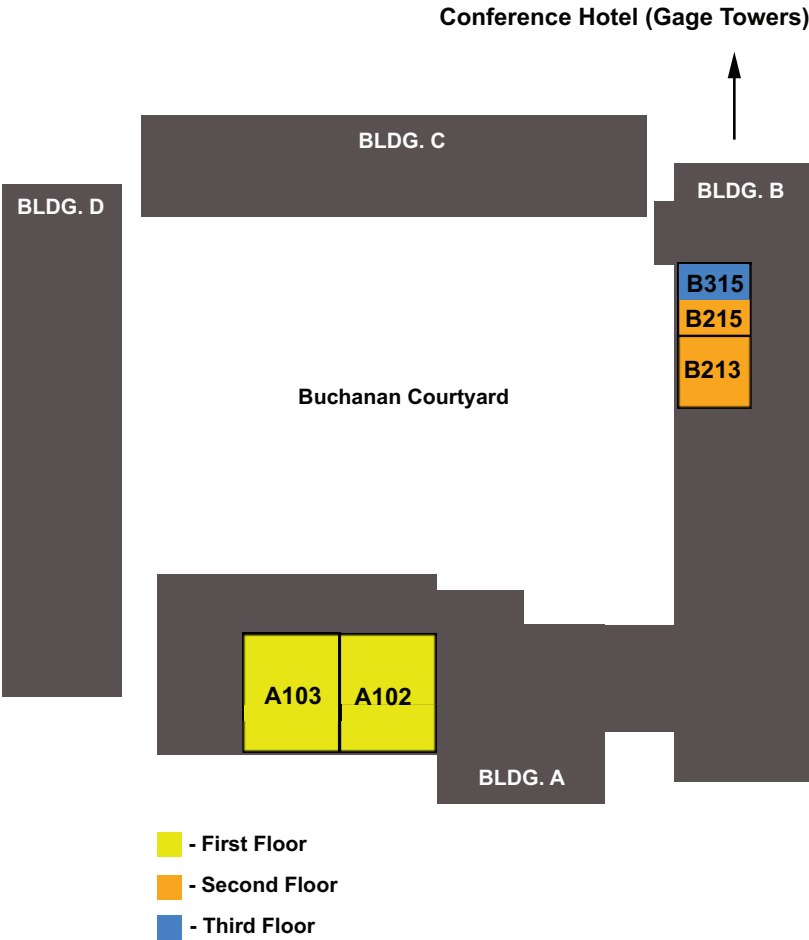 Conference Hotel (Gage Towers)
BLDG. C
BLDG. B
BLDG. D
B315
B215
B213
Buchanan Courtyard
A103
A102
BLDG. A
- First Floor
- Second Floor
- Third Floor